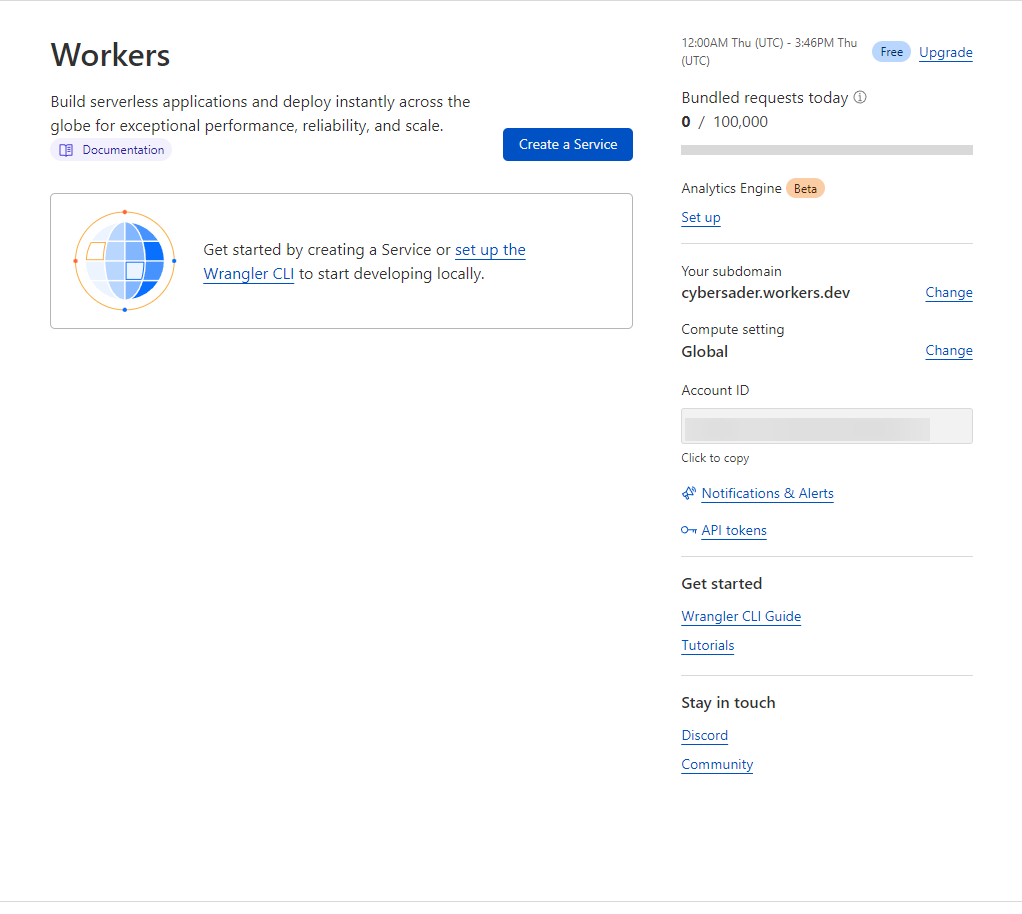 Workers
Build serverless applications and deploy instantly across the
globe for exceptional performance, reliability, and scale.
Documentation
Create a Service
Get started by creating a Service or set up the
Wrangler CLI to start developing locally.
12:00AM Thu (UTC) - 3:46PM Thu
(UTC)
Free Upgrade
Bundled requests today
0 / 100,000
Analytics Engine Beta
Set up
Your subdomain
cybersader.workers.dev Change
Compute setting
Global Change
Account ID
Click to copy
Notifications & Alerts
API tokens
Get started
Wrangler CLI Guide
Tutorials
Stay in touch
Discord
Community